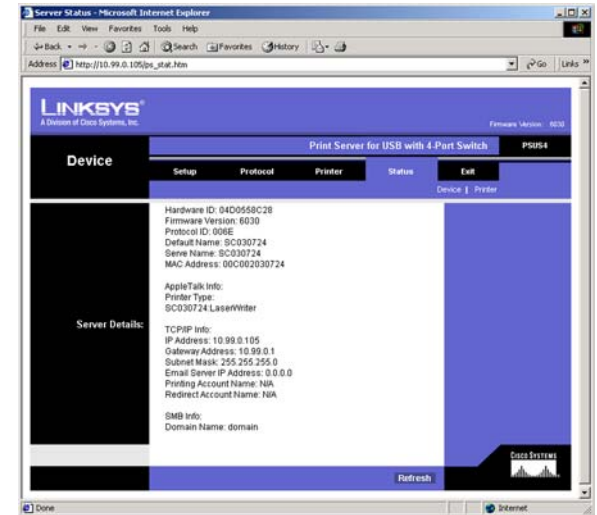 Server Status - Microsoft Internet Explorer
File Edit View Favorites Tools Help
Back Search Favorites History
Address http://10.99.0.105/ps_stat.htm Go Links »
LINKSYS®
A Division of Cisco Systems, Inc.
Firmware Version: 6030
Print Server for USB with 4-Port Switch PSUS4
Device
Setup Protocol Printer Status Exit
Device | Printer
Server Details:
Hardware ID: 04D0558C28
Firmware Version: 6030
Protocol ID: 006E
Default Name: SC030724
Serve Name: SC030724
MAC Address: 00C002030724
AppleTalk Info:
Printer Type:
SC030724:LaserWriter
TCP/IP Info:
IP Address: 10.99.0.105
Gateway Address: 10.99.0.1
Subnet Mask: 255.255.255.0
Email Server IP Address: 0.0.0.0
Printing Account Name: N/A
Redirect Account Name: N/A
SMB Info:
Domain Name: domain
Cisco Systems
Refresh
Done Internet